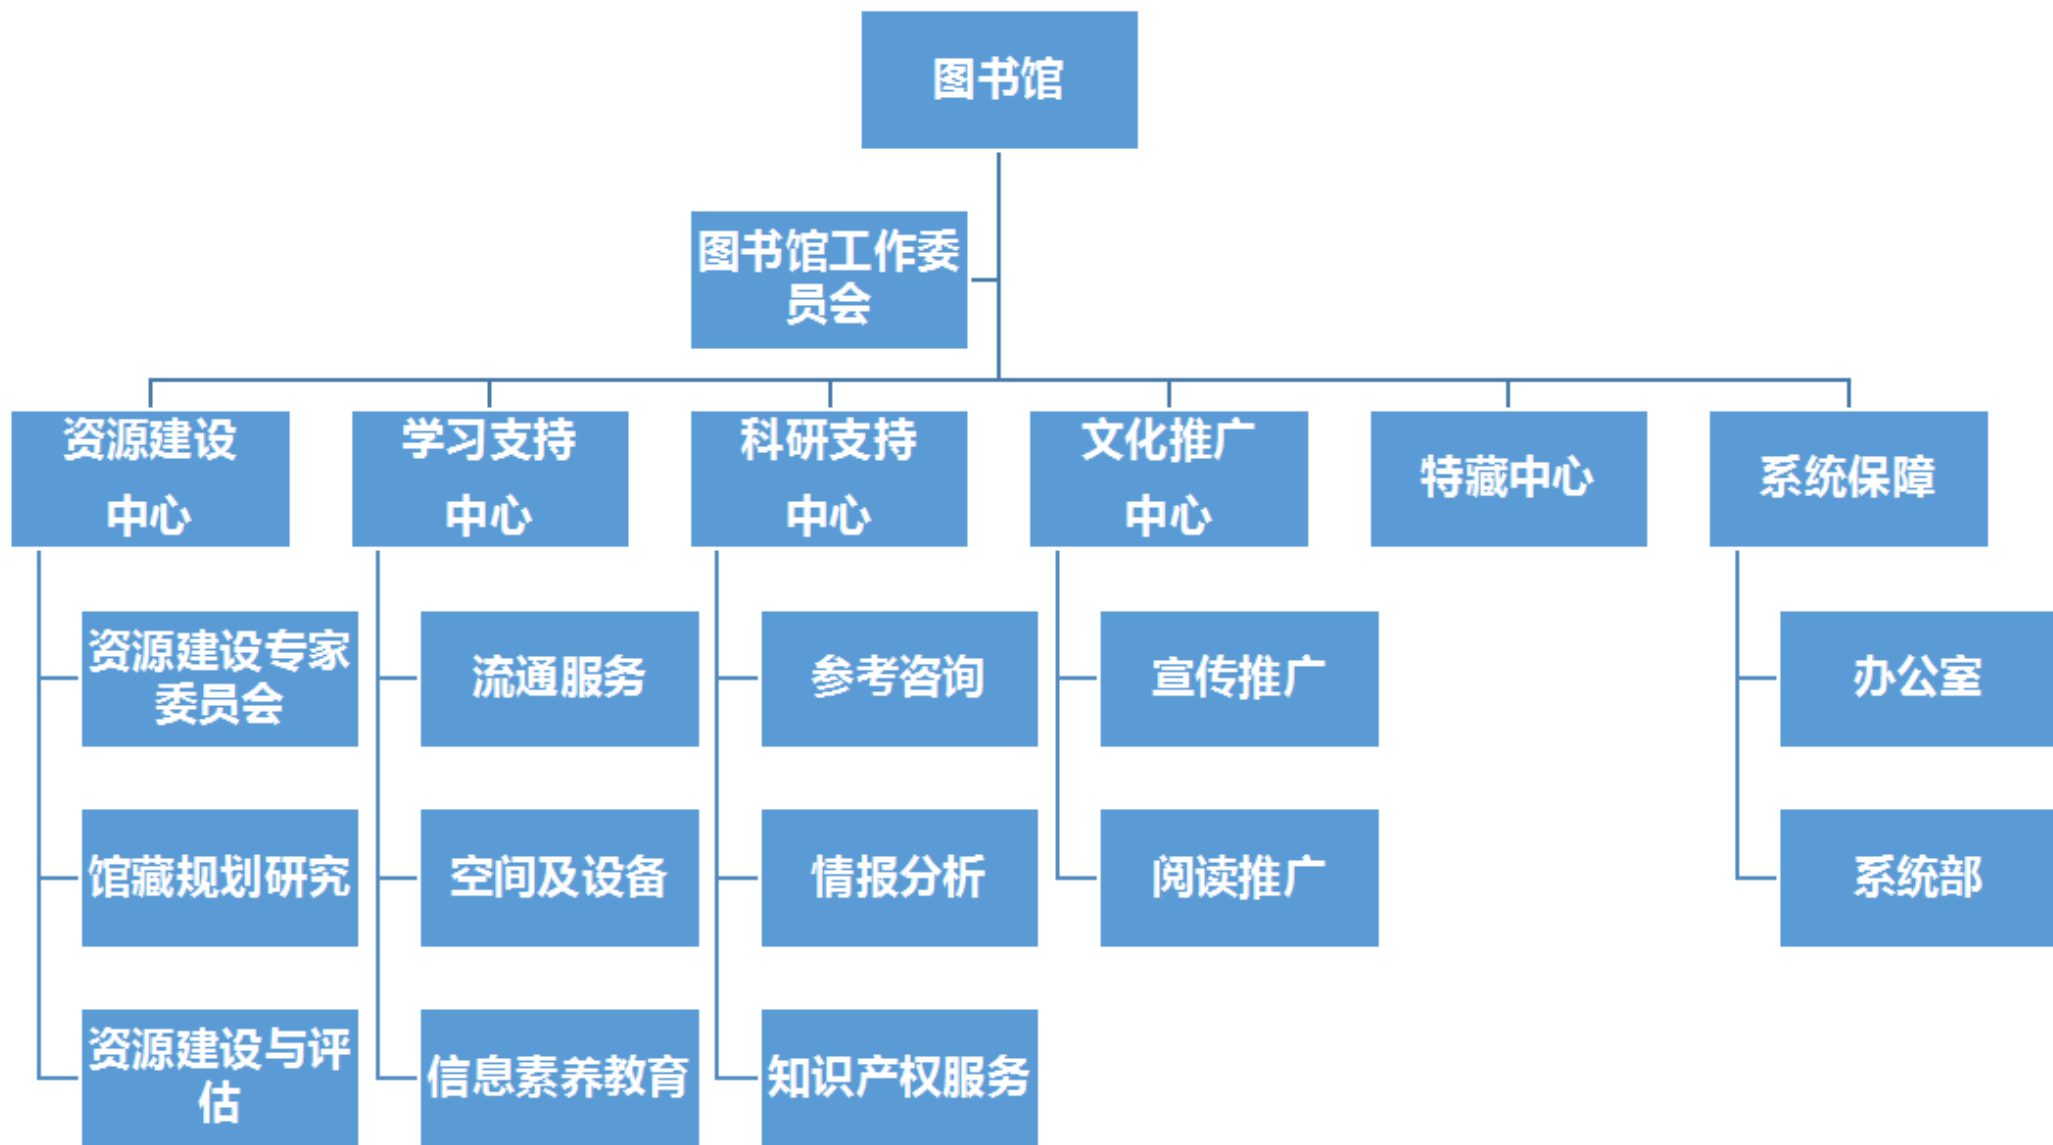 图书馆
图书馆工作委
员会
资源建设
中心
学习支持
中心
科研支持
中心
文化推广
中心
特藏中心
系统保障
资源建设专家
委员会
流通服务
参考咨询
宣传推广
办公室
馆藏规划研究
空间及设备
情报分析
阅读推广
系统部
资源建设与评
估
信息素养教育
知识产权服务